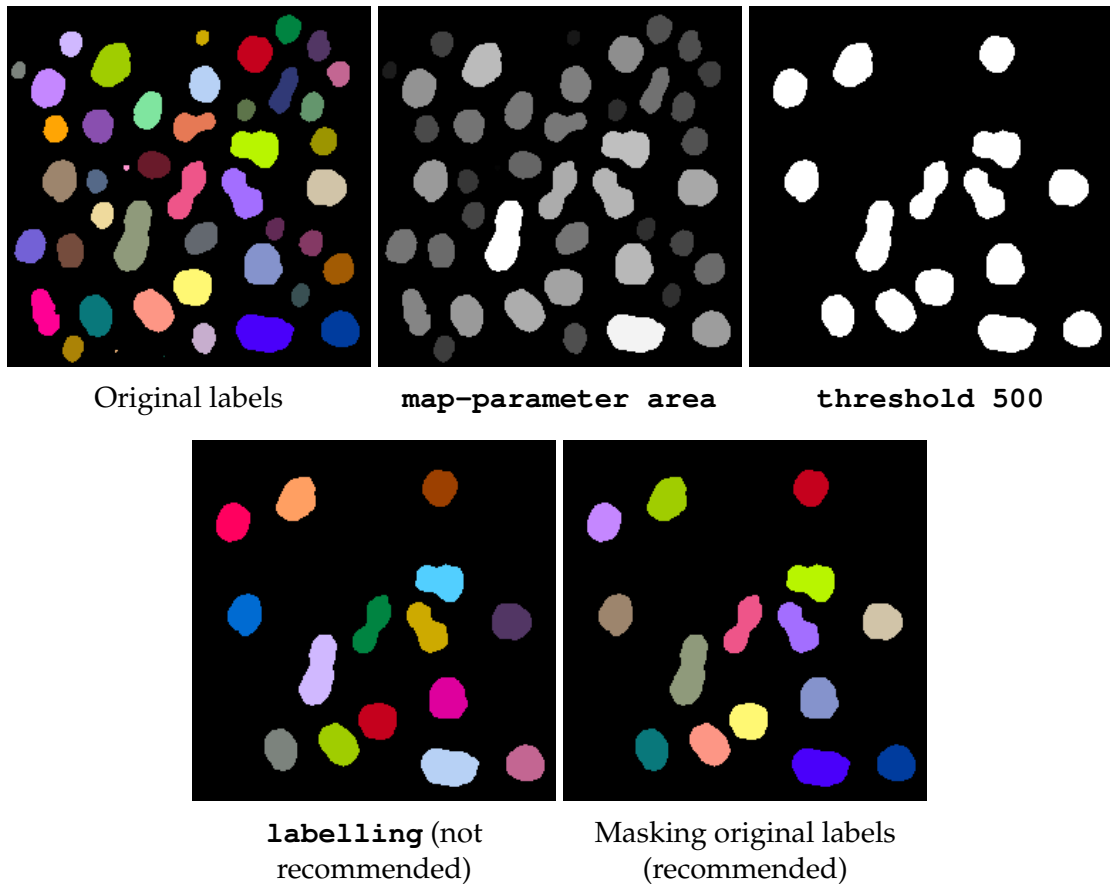 Original labels
map-parameter area
threshold 500
labelling (not
recommended)
Masking original labels
(recommended)